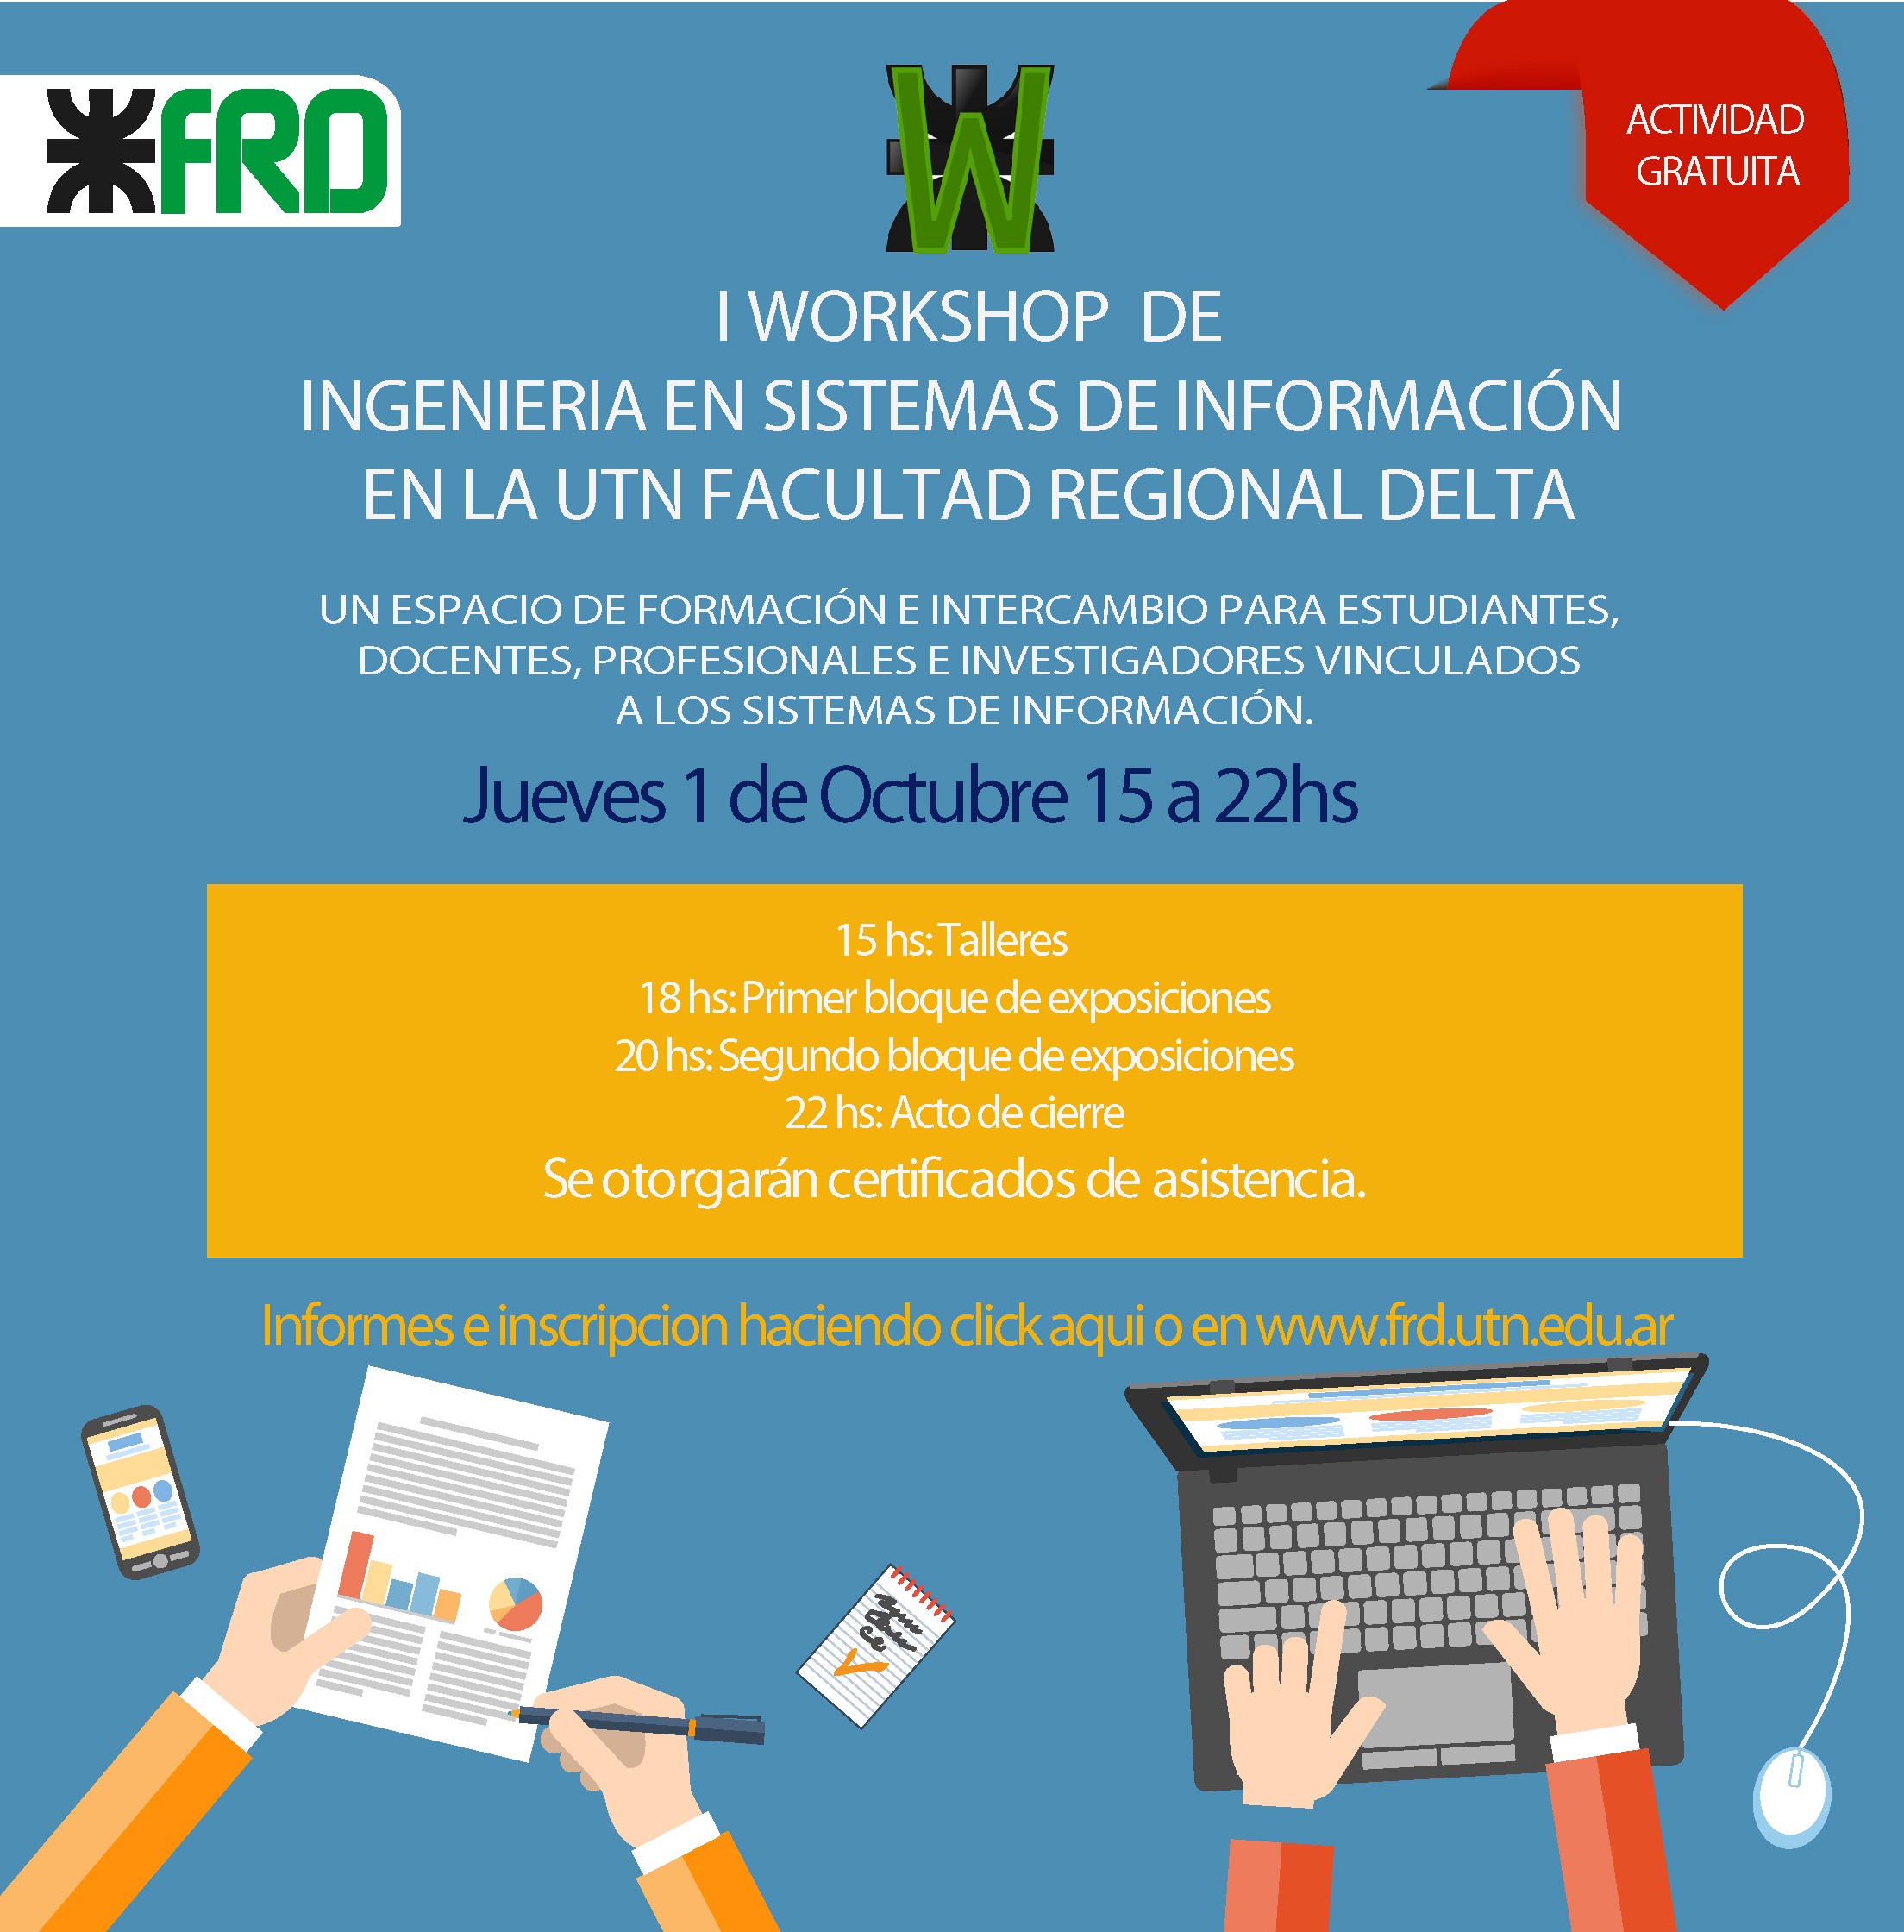 FRD
W
ACTIVIDAD
GRATUITA
I WORKSHOP DE
INGENIERIA EN SISTEMAS DE INFORMACIÓN
EN LA UTN FACULTAD REGIONAL DELTA
UN ESPACIO DE FORMACIÓN E INTERCAMBIO PARA ESTUDIANTES,
DOCENTES, PROFESIONALES E INVESTIGADORES VINCULADOS
A LOS SISTEMAS DE INFORMACIÓN.
Jueves 1 de Octubre 15 a 22hs
15 hs: Talleres
18 hs: Primer bloque de exposiciones
20 hs: Segundo bloque de exposiciones
22 hs: Acto de cierre
Se otorgarán certificados de asistencia.
Informes e inscripcion haciendo click aqui o en www.frd.utn.edu.ar